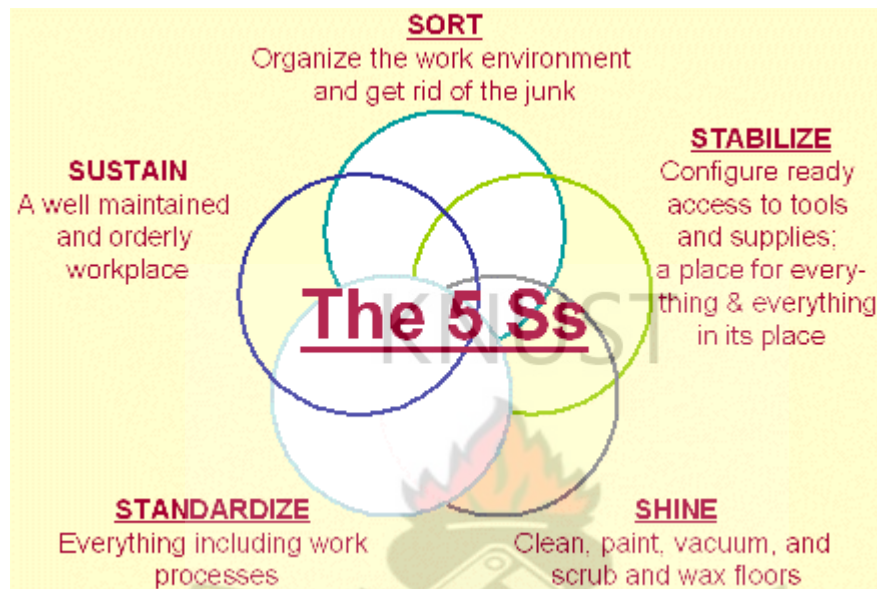 SORT
Organize the work environment
and get rid of the junk
STABILIZE
Configure ready
access to tools
and supplies;
a place for every-
thing & everything
in its place
SUSTAIN
A well maintained
and orderly
workplace
The 5 Ss
KNUST
STANDARDIZE
Everything including work
processes
SHINE
Clean, paint, vacuum, and
scrub and wax floors